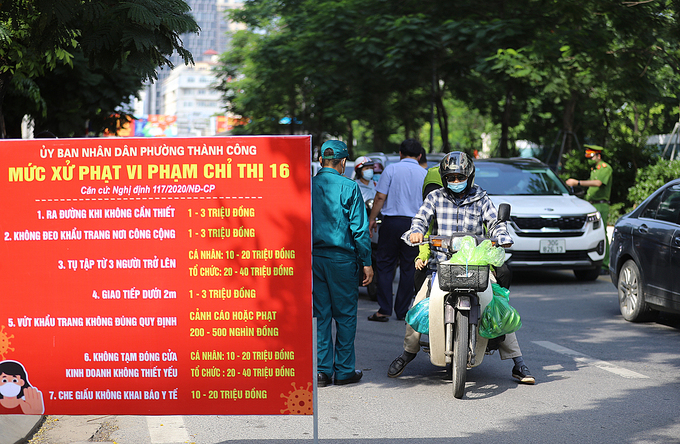 ỦY BAN NHÂN DÂN PHƯỜNG THÀNH CÔNG
MỨC XỬ PHẠT VI PHẠM CHỈ THỊ 16
Căn cứ: Nghị định 117/2020/NĐ-CP
1. RA ĐƯỜNG KHI KHÔNG CẦN THIẾT 1 - 3 TRIỆU ĐỒNG
2. KHÔNG ĐEO KHẨU TRANG NƠI CÔNG CỘNG 1 - 3 TRIỆU ĐỒNG
3. TỤ TẬP TỪ 3 NGƯỜI TRỞ LÊN CÁ NHÂN: 10 - 20 TRIỆU ĐỒNG
TỔ CHỨC: 20 - 40 TRIỆU ĐỒNG
4. GIAO TIẾP DƯỚI 2m 1 - 3 TRIỆU ĐỒNG
5. VỨT KHẨU TRANG KHÔNG ĐÚNG QUY ĐỊNH CẢNH CÁO HOẶC PHẠT
200 - 500 NGHÌN ĐỒNG
6. KHÔNG TẠM ĐÓNG CỬA CÁ NHÂN: 10 - 20 TRIỆU ĐỒNG
KINH DOANH KHÔNG THIẾT YẾU TỔ CHỨC : 20 - 40 TRIỆU ĐỒNG
7. CHE GIẤU KHÔNG KHAI BÁO Y TẾ 10 - 20 TRIỆU ĐỒNG
30G
826.13